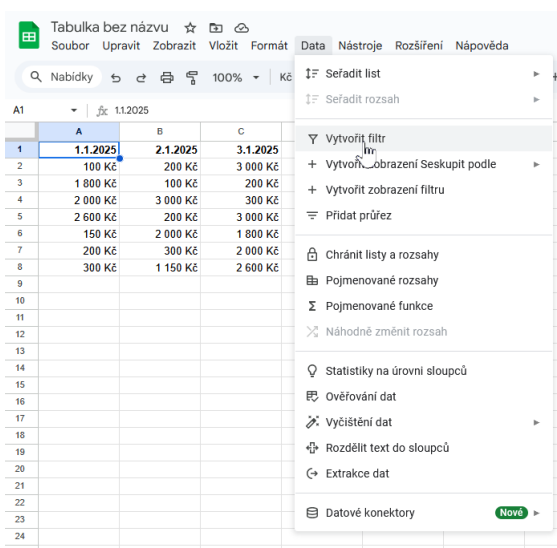 Tabulka bez názvu
Soubor Upravit Zobrazit Vložit Formát Data Nástroje Rozšíření Nápověda
Nabídky 100% Kč
A1 fx 1.1.2025
A B C
1 1.1.2025 2.1.2025 3.1.2025
2 100 Kč 200 Kč 3 000 Kč
3 1 800 Kč 100 Kč 200 Kč
4 2 000 Kč 3 000 Kč 300 Kč
5 2 600 Kč 200 Kč 3 000 Kč
6 150 Kč 2 000 Kč 1 800 Kč
7 200 Kč 300 Kč 2 000 Kč
8 300 Kč 1 150 Kč 2 600 Kč
9
10
11
12
13
14
15
16
17
18
19
20
21
22
23
24
Seřadit list
Seřadit rozsah
Vytvořit filtr
Vytvořit zobrazení Seskupit podle
Vytvořit zobrazení filtru
Přidat průřez
Chránit listy a rozsahy
Pojmenované rozsahy
Pojmenované funkce
Náhodně změnit rozsah
Statistiky na úrovni sloupců
Ověřování dat
Vyčištění dat
Rozdělit text do sloupců
Extrakce dat
Datové konektory Nové